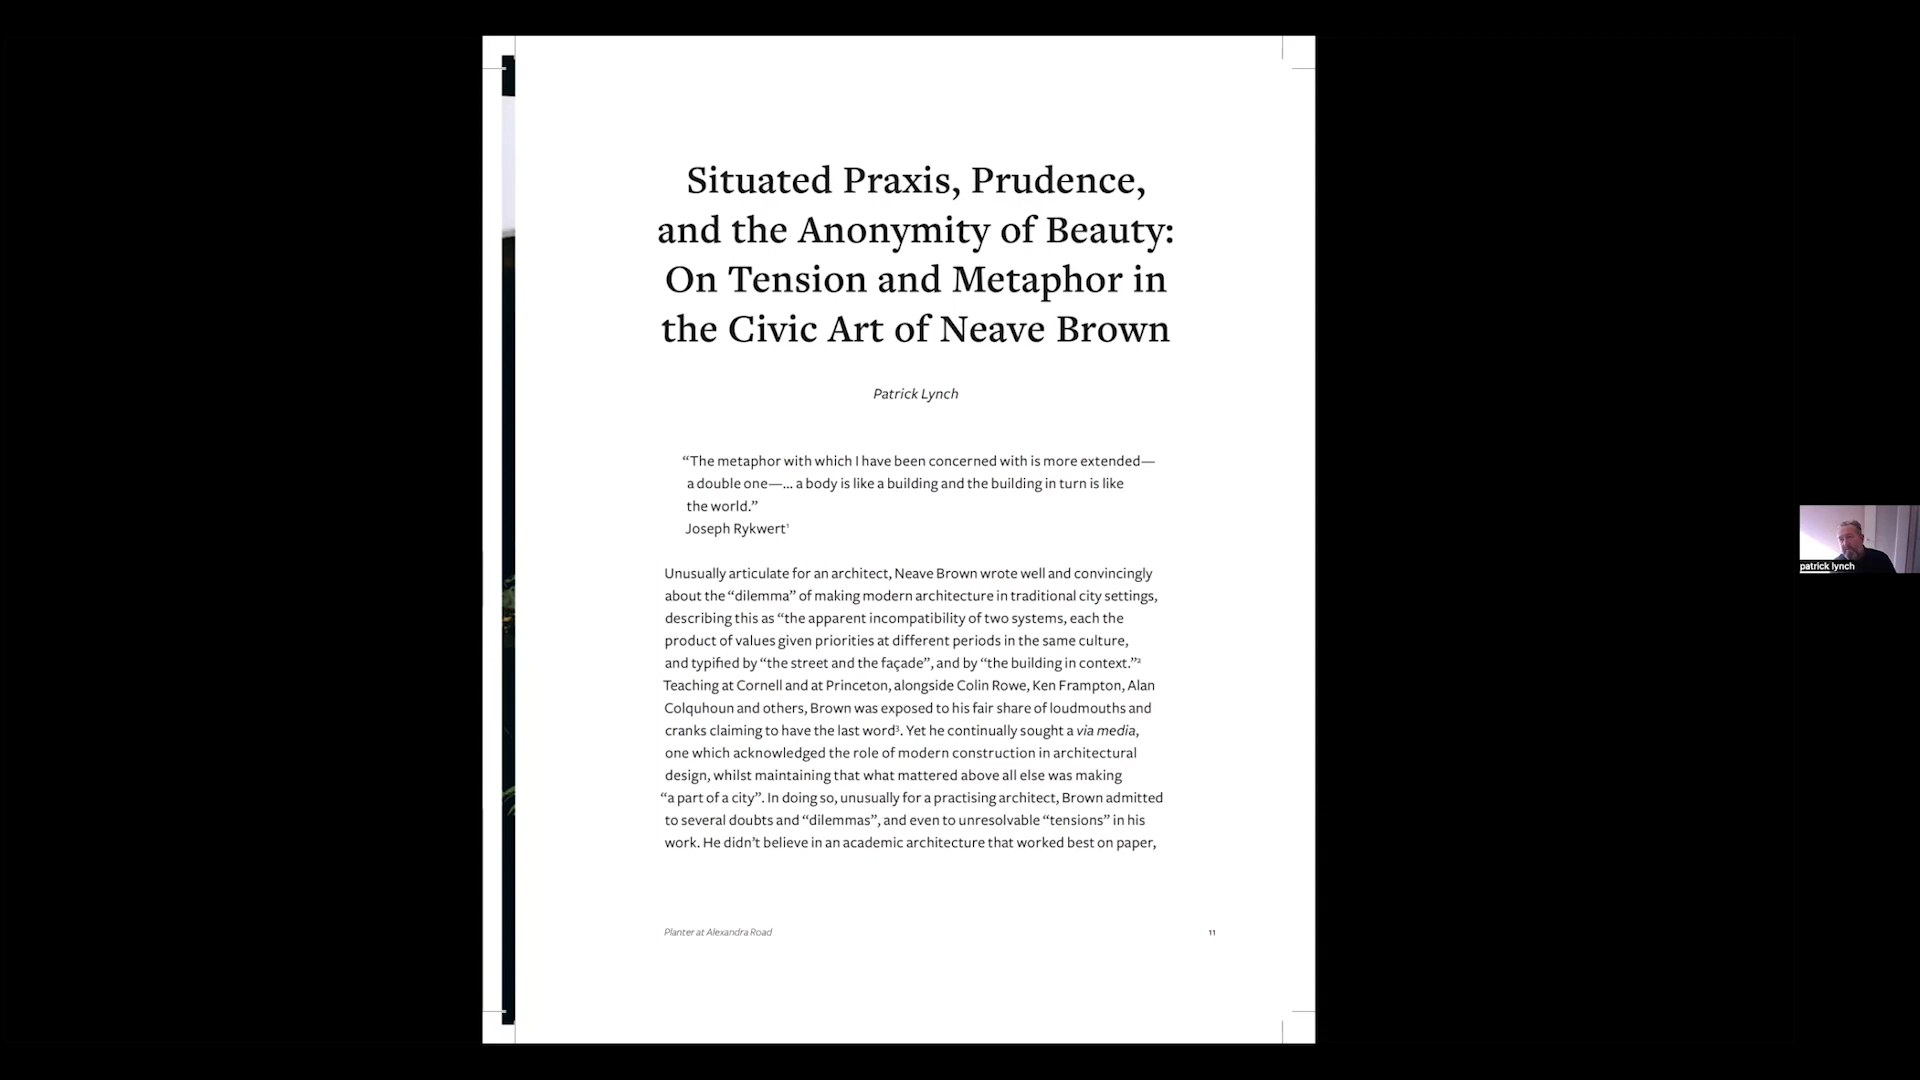 Situated Praxis, Prudence,
and the Anonymity of Beauty:
On Tension and Metaphor in
the Civic Art of Neave Brown
Patrick Lynch
“The metaphor with which I have been concerned with is more extended—
a double one—... a body is like a building and the building in turn is like
the world.”
Joseph Rykwert¹
Unusually articulate for an architect, Neave Brown wrote well and convincingly
about the “dilemma” of making modern architecture in traditional city settings,
describing this as “the apparent incompatibility of two systems, each the
product of values given priorities at different periods in the same culture,
and typified by “the street and the façade”, and by “the building in context.”²
Teaching at Cornell and at Princeton, alongside Colin Rowe, Ken Frampton, Alan
Colquhoun and others, Brown was exposed to his fair share of loudmouths and
cranks claiming to have the last word³. Yet he continually sought a via media,
one which acknowledged the role of modern construction in architectural
design, whilst maintaining that what mattered above all else was making
“a part of a city”. In doing so, unusually for a practising architect, Brown admitted
to several doubts and “dilemmas”, and even to unresolvable “tensions” in his
work. He didn’t believe in an academic architecture that worked best on paper,
Planter at Alexandra Road
11
patrick lynch